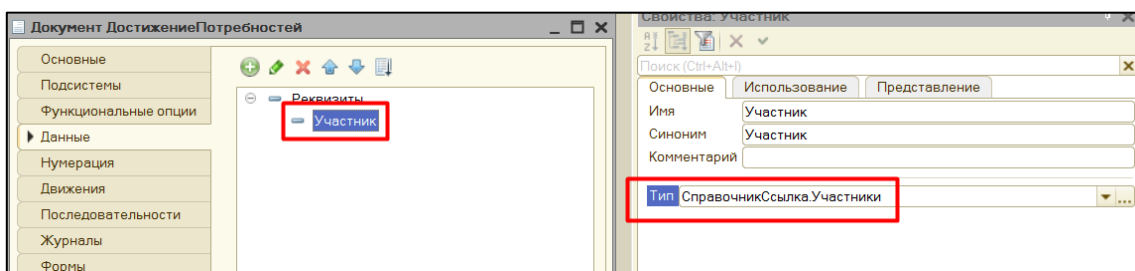 Документ ДостижениеПотребностей
Основные
Подсистемы
Функциональные опции
Данные
Нумерация
Движения
Последовательности
Журналы
Формы
Реквизиты
Участник
Свойства: Участник
Поиск (Ctrl+Alt+I)
Основные Использование Представление
Имя Участник
Синоним Участник
Комментарий
Тип СправочникСсылка.Участники